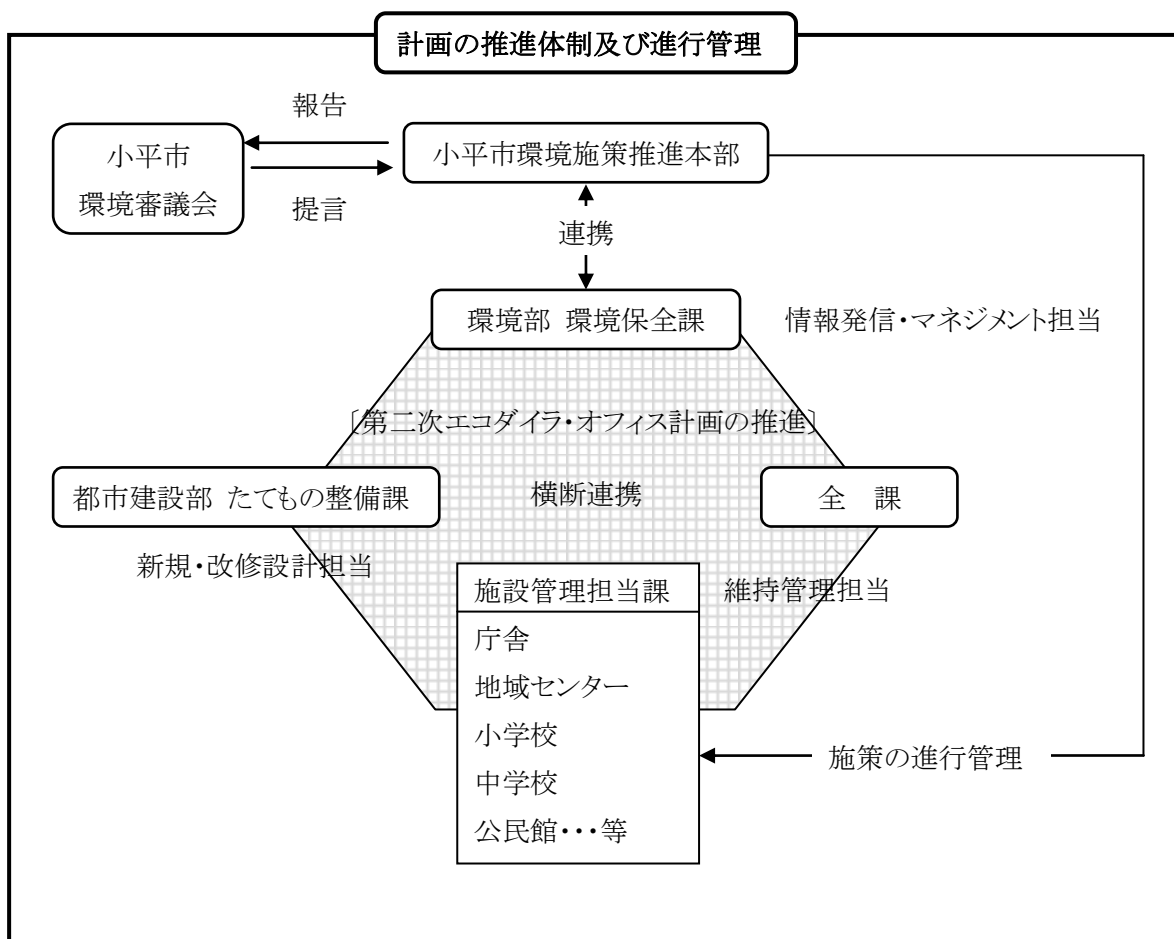 計画の推進体制及び進行管理
報告
小平市
環境審議会
小平市環境施策推進本部
提言
連携
環境部 環境保全課
情報発信・マネジメント担当
〔第二次エコダイラ・オフィス計画の推進〕
都市建設部 たてもの整備課
横断連携
全　課
新規・改修設計担当
施設管理担当課
維持管理担当
庁舎
地域センター
小学校
中学校
公民館・・・等
施策の進行管理